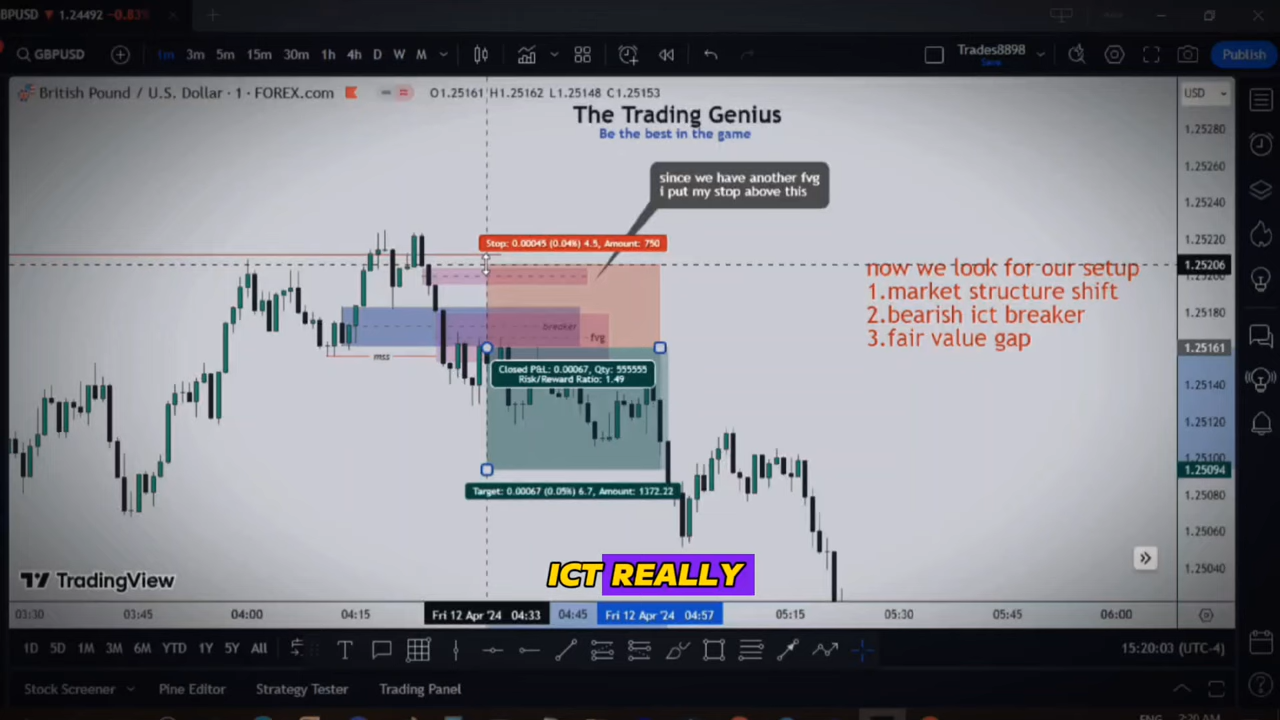 BPUSD ▼ 1.24492 −0.83%
GBPUSD 1m 3m 5m 15m 30m 1h 4h D W M Trades8898 Save Publish
British Pound / U.S. Dollar · 1 · FOREX.com O1.25161 H1.25162 L1.25148 C1.25153 USD
The Trading Genius
Be the best in the game
since we have another fvg
i put my stop above this
Stop: 0.00045 (0.04%) 4.5, Amount: 750
now we look for our setup
1.market structure shift
2.bearish ict breaker
3.fair value gap
breaker
fvg
mss
Closed P&L: 0.00067, Qty: 555555
Risk/Reward Ratio: 1.49
Target: 0.00067 (0.05%) 6.7, Amount: 1372.22
1.25280
1.25260
1.25240
1.25220
1.25206
1.25180
1.25161
1.25140
1.25120
1.25100
1.25094
1.25080
1.25060
1.25040
ICT REALLY
TradingView
03:30 03:45 04:00 04:15 Fri 12 Apr '24 04:33 04:45 Fri 12 Apr '24 04:57 05:15 05:30 05:45 06:00
1D 5D 1M 3M 6M YTD 1Y 5Y All 15:20:03 (UTC-4)
Stock Screener Pine Editor Strategy Tester Trading Panel